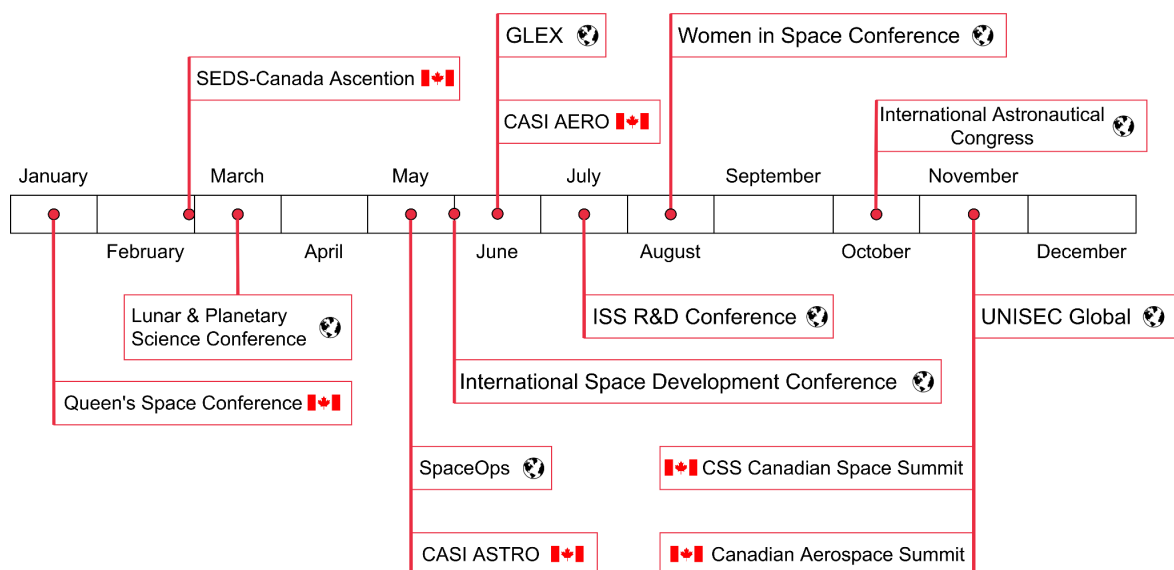 GLEX
Women in Space Conference
SEDS-Canada Ascention
CASI AERO
International Astronautical
Congress
January
March
May
July
September
November
February
April
June
August
October
December
Lunar & Planetary
Science Conference
ISS R&D Conference
UNISEC Global
International Space Development Conference
Queen's Space Conference
SpaceOps
CSS Canadian Space Summit
CASI ASTRO
Canadian Aerospace Summit